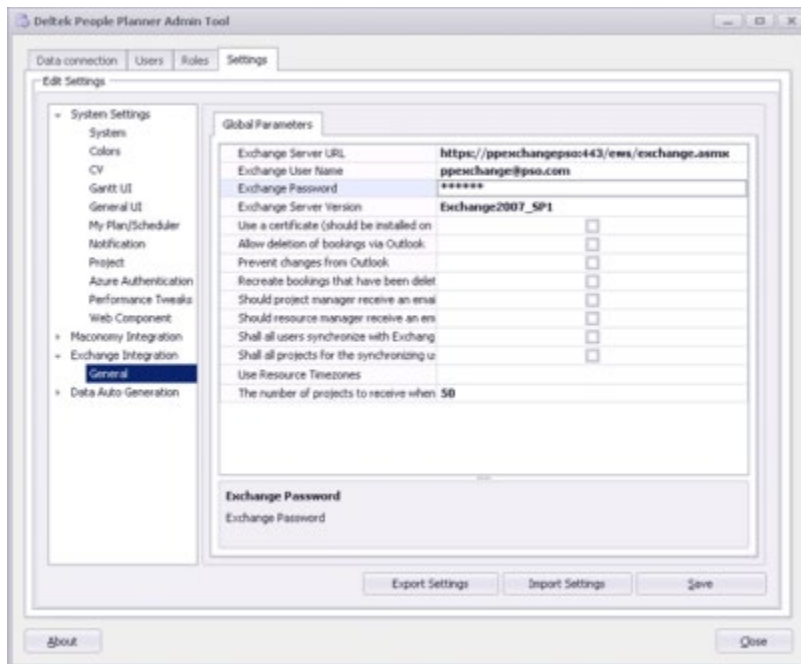 Deltek People Planner Admin Tool
Data connection Users Roles Settings
Edit Settings
System Settings
System
Colors
CV
Gantt UI
General UI
My Plan/Scheduler
Notification
Project
Azure Authentication
Performance Tweaks
Web Component
Maconomy Integration
Exchange Integration
General
Data Auto Generation
Global Parameters
Exchange Server URL https://ppexchangepso:443/ews/exchange.asmx
Exchange User Name ppexchange@pso.com
Exchange Password ******
Exchange Server Version Exchange2007_SP1
Use a certificate (should be installed on
Allow deletion of bookings via Outlook
Prevent changes from Outlook
Recreate bookings that have been delet
Should project manager receive an emai
Should resource manager receive an em
Shall all users synchronize with Exchang
Shall all projects for the synchronizing u
Use Resource Timezones
The number of projects to receive when 50
Exchange Password
Exchange Password
Export Settings Import Settings Save
About Close